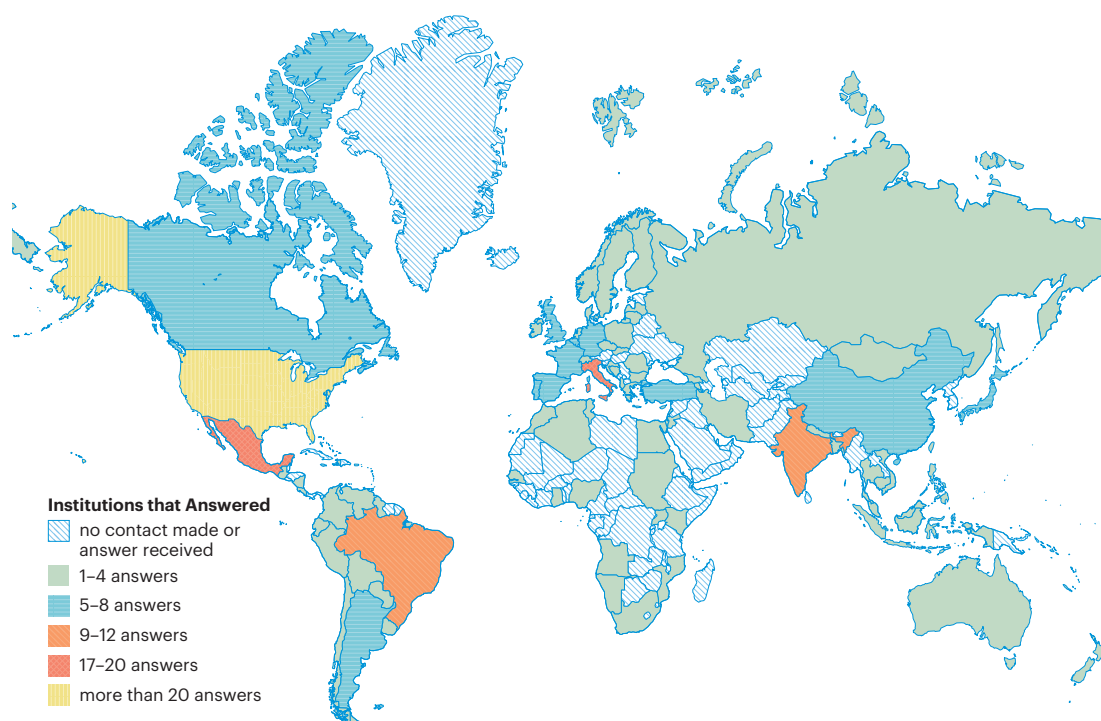 Institutions that Answered
no contact made or
answer received
1–4 answers
5–8 answers
9–12 answers
17–20 answers
more than 20 answers